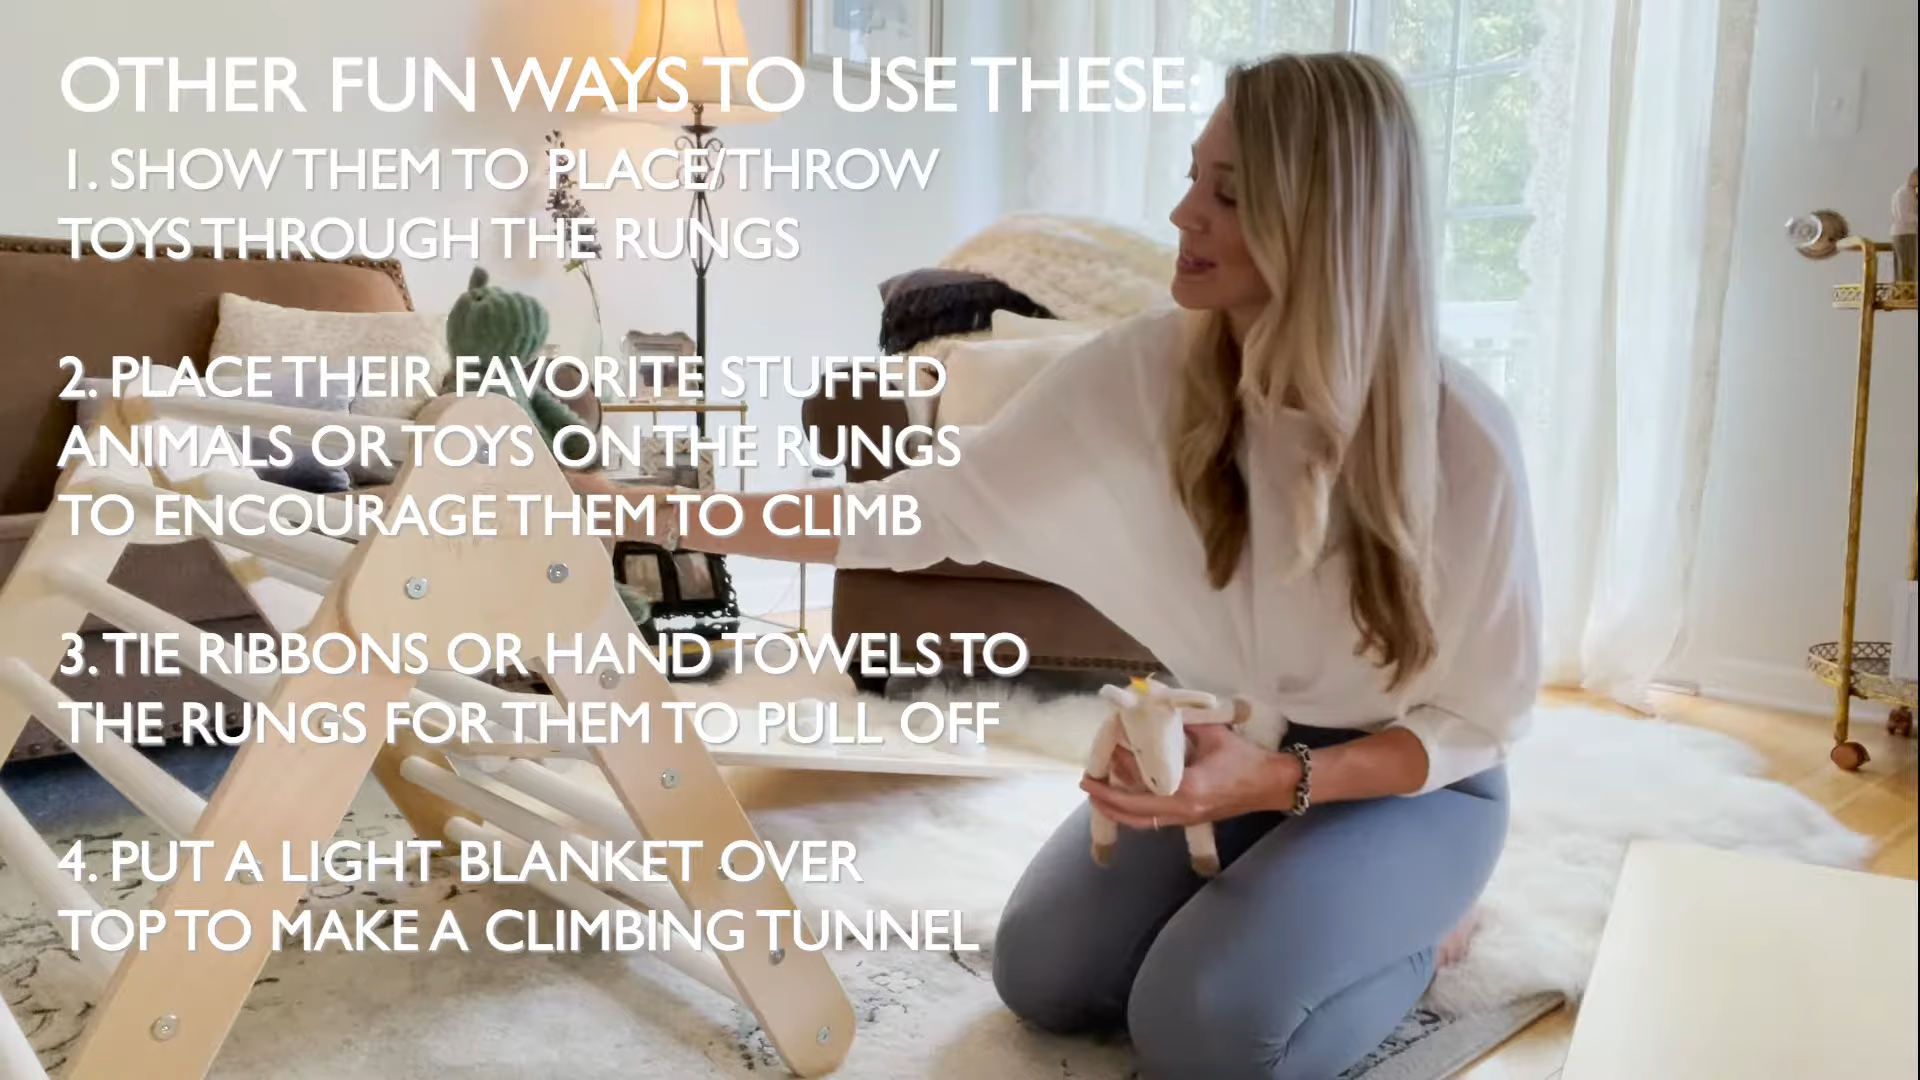 OTHER FUN WAYS TO USE THESE:
1. SHOW THEM TO PLACE/THROW
TOYS THROUGH THE RUNGS
2. PLACE THEIR FAVORITE STUFFED
ANIMALS OR TOYS ON THE RUNGS
TO ENCOURAGE THEM TO CLIMB
3. TIE RIBBONS OR HAND TOWELS TO
THE RUNGS FOR THEM TO PULL OFF
4. PUT A LIGHT BLANKET OVER
TOP TO MAKE A CLIMBING TUNNEL